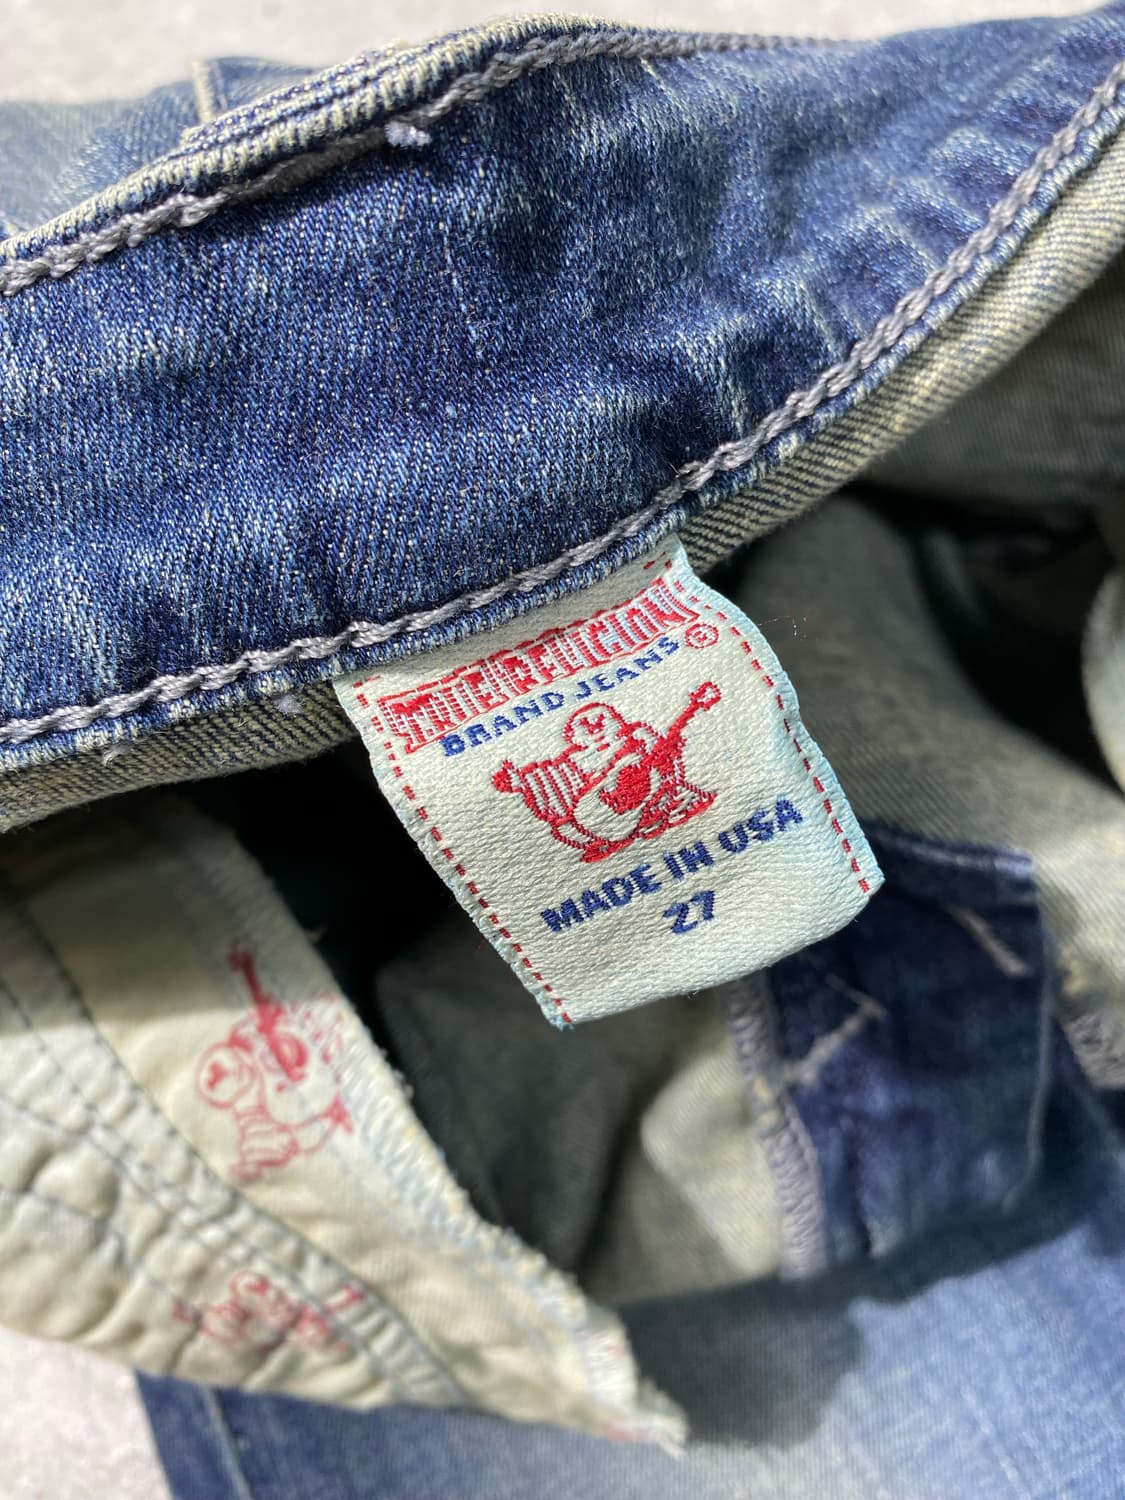 TRUE RELIGION ®
BRAND JEANS
MADE IN USA
27